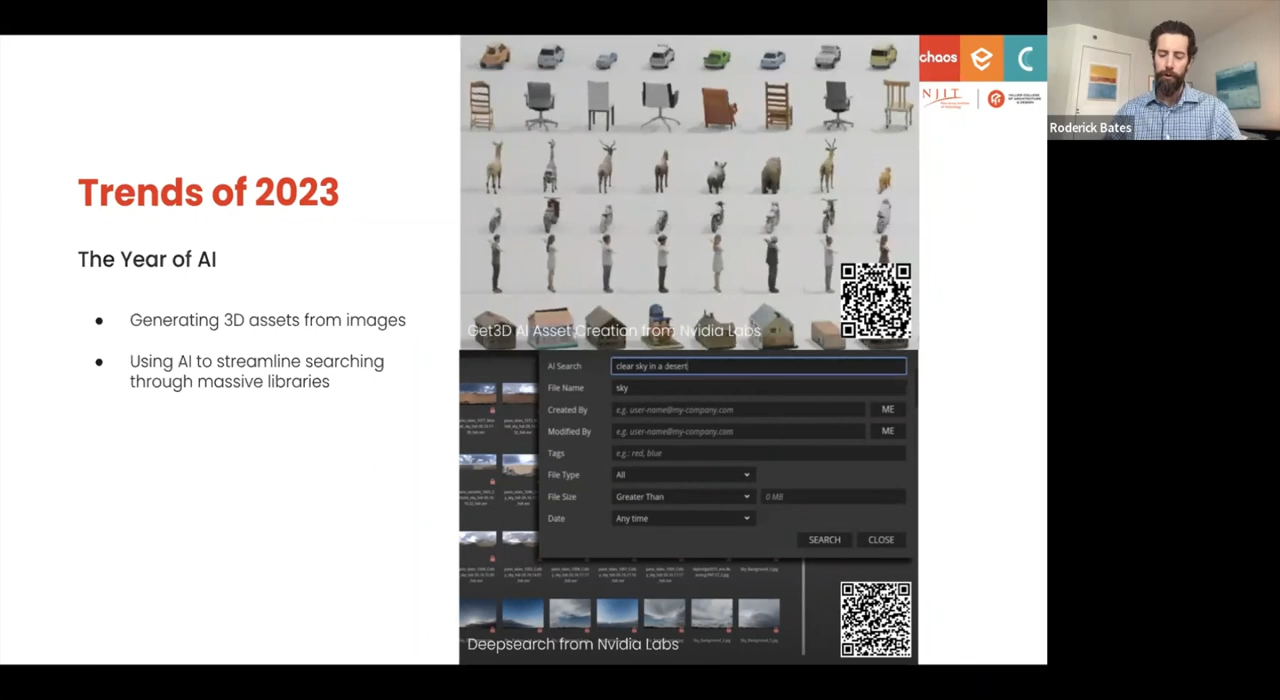 Trends of 2023
The Year of AI
● Generating 3D assets from images
● Using AI to streamline searching
through massive libraries
Get3D AI Asset Creation from Nvidia Labs
AI Search clear sky in a desert
File Name sky
Created By e.g. user-name@my-company.com ME
Modified By e.g. user-name@my-company.com ME
Tags e.g.: red, blue
File Type All
File Size Greater Than 0 MB
Date Any time
SEARCH CLOSE
Deepsearch from Nvidia Labs
chaos
NJIT
Roderick Bates